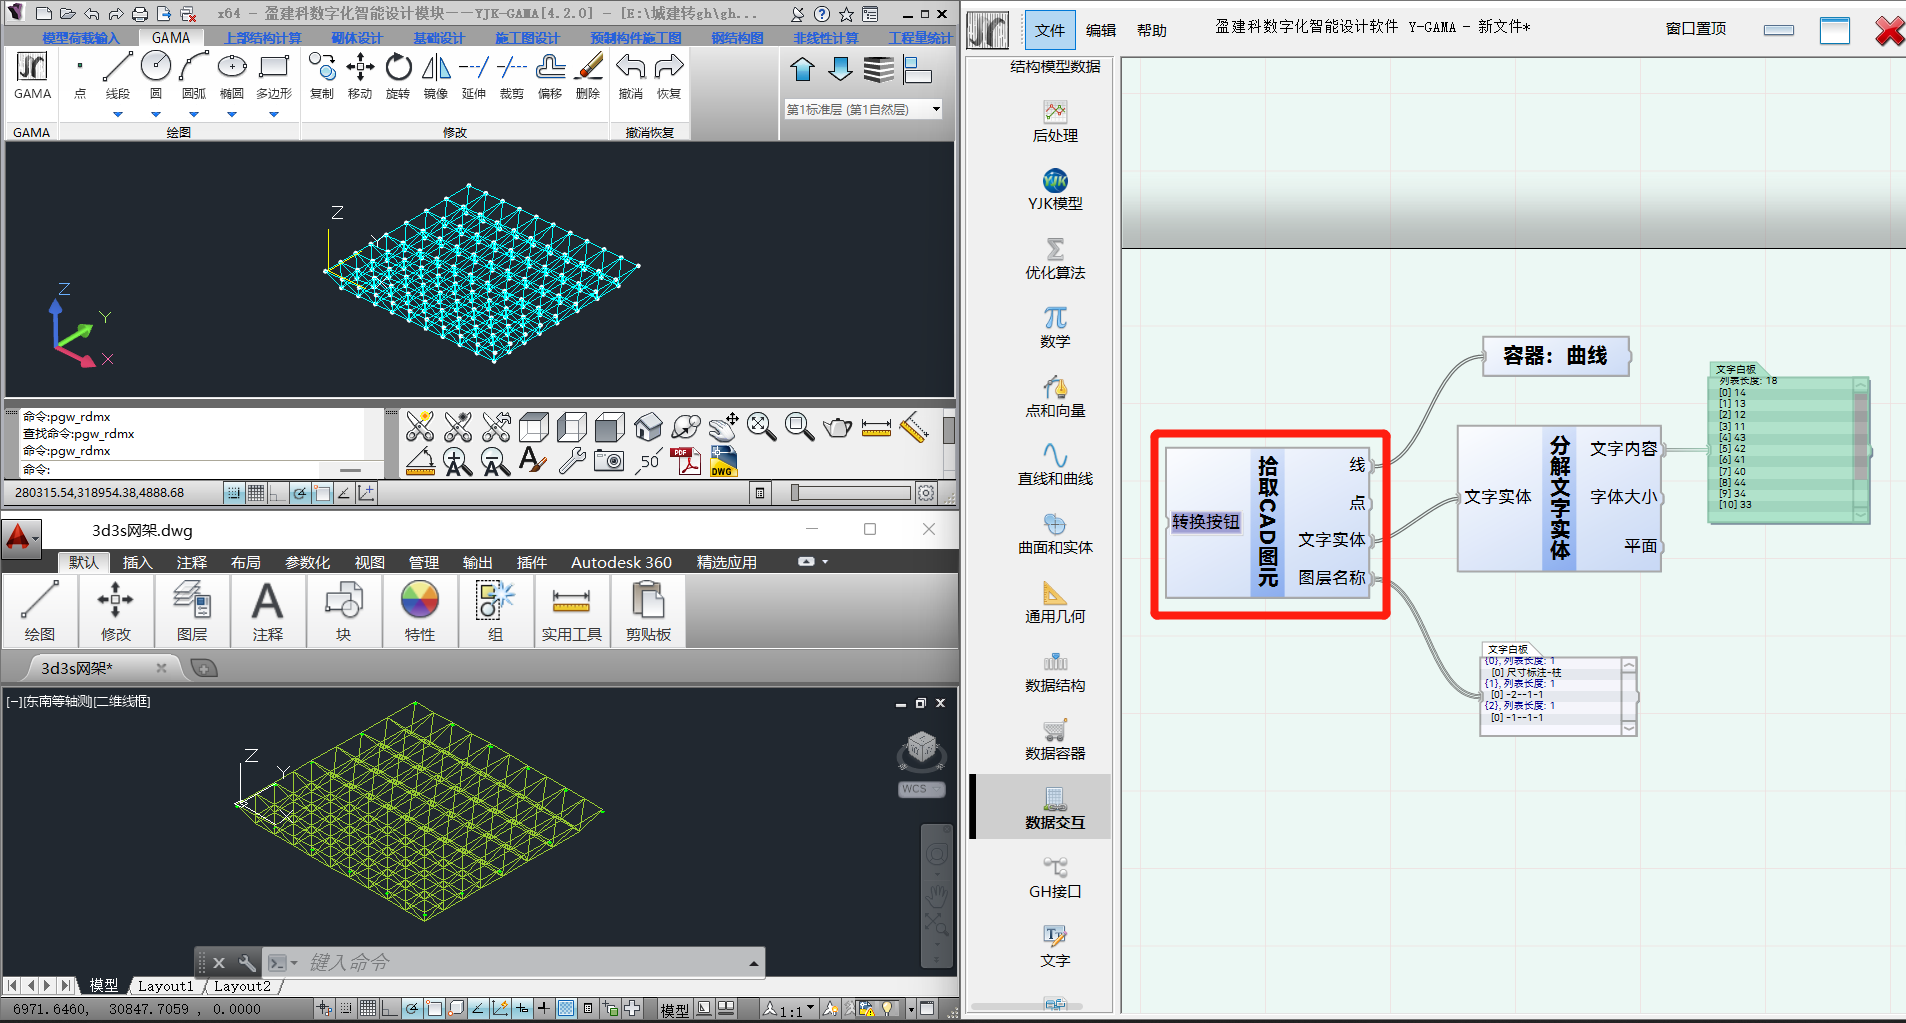 x64 - 盈建科数字化智能设计模块——YJK-GAMA[4.2.0] - [E:\城建转gh\gh...
模型荷载输入 GAMA 上部结构计算 砌体设计 基础设计 施工图设计 预制构件施工图 钢结构图 非线性计算 工程量统计
GAMA 点 线段 圆 圆弧 椭圆 多边形 复制 移动 旋转 镜像 延伸 裁剪 偏移 删除 撤消 恢复
第1标准层 (第1自然层)
GAMA 绘图 修改 撤消恢复
Z
Y
Z
Y
X
命令:pgw_rdmx
查找命令:pgw_rdmx
命令:pgw_rdmx
命令:
.50
PDF
DWG
280315.54,318954.38,4888.68
3d3s网架.dwg
默认 插入 注释 布局 参数化 视图 管理 输出 插件 Autodesk 360 精选应用
绘图 修改 图层 注释 块 特性 组 实用工具 剪贴板
3d3s网架*
[−][东南等轴测][二维线框]
Z
Y
X
WCS
键入命令
模型 Layout1 Layout2
6971.6460, 30847.7059 , 0.0000
模型
1:1
文件 编辑 帮助
盈建科数字化智能设计软件 Y-GAMA - 新文件*
窗口置顶
结构模型数据
后处理
YJK
YJK模型
Σ
优化算法
π
数学
点和向量
直线和曲线
曲面和实体
通用几何
数据结构
数据容器
数据交互
GH接口
文字
转换按钮
拾取CAD图元
线
点
文字实体
图层名称
容器：曲线
文字实体
分解文字实体
文字内容
字体大小
平面
文字白板
列表长度: 18
[0] 14
[1] 13
[2] 12
[3] 11
[4] 43
[5] 42
[6] 41
[7] 40
[8] 44
[9] 34
[10] 33
文字白板
{0}, 列表长度: 1
[0] 尺寸标注-柱
{1}, 列表长度: 1
[0] -2--1-1
{2}, 列表长度: 1
[0] -1--1-1